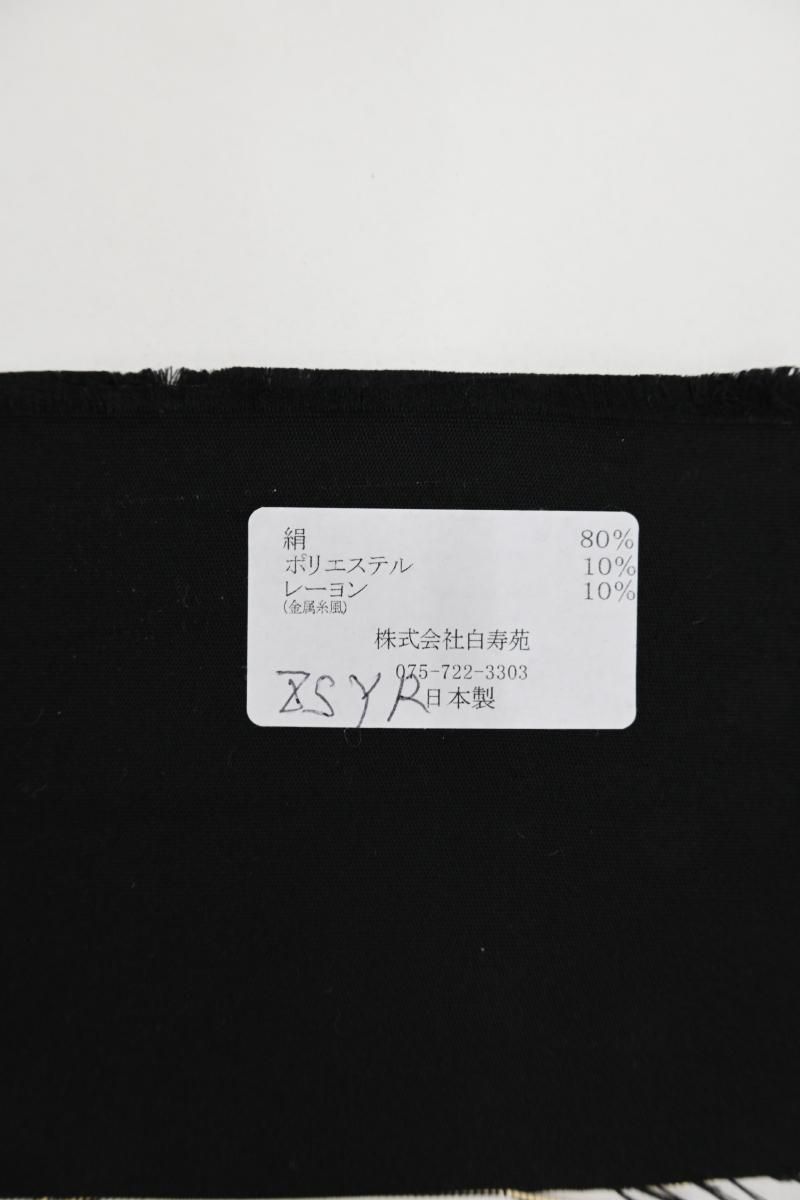 絹 80%
ポリエステル 10%
レーヨン 10%
(金属糸風)
株式会社白寿苑
075-722-3303
ZSYR 日本製